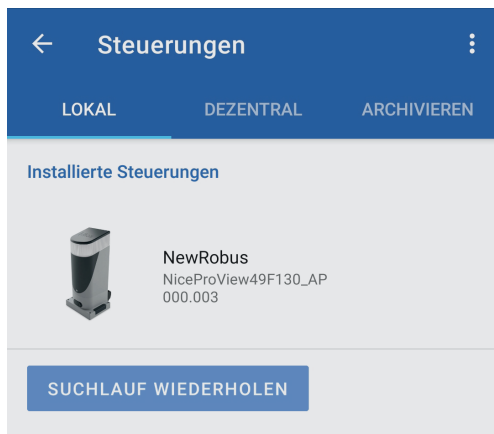 Steuerungen
LOKAL DEZENTRAL ARCHIVIEREN
Installierte Steuerungen
NewRobus
NiceProView49F130_AP
000.003
SUCHLAUF WIEDERHOLEN